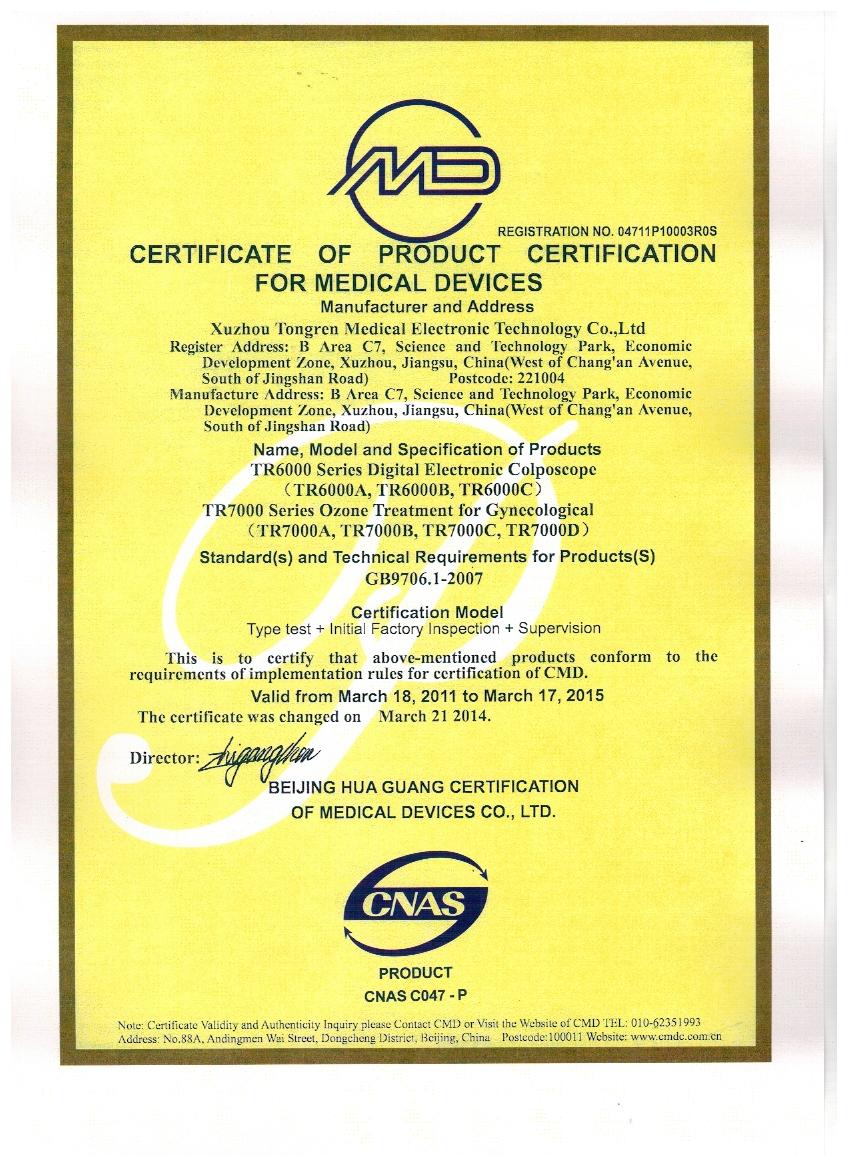 CMD
REGISTRATION NO. 04711P10003R0S
CERTIFICATE OF PRODUCT CERTIFICATION
FOR MEDICAL DEVICES
Manufacturer and Address
Xuzhou Tongren Medical Electronic Technology Co.,Ltd
Register Address: B Area C7, Science and Technology Park, Economic
Development Zone, Xuzhou, Jiangsu, China(West of Chang'an Avenue,
South of Jingshan Road) Postcode: 221004
Manufacture Address: B Area C7, Science and Technology Park, Economic
Development Zone, Xuzhou, Jiangsu, China(West of Chang'an Avenue,
South of Jingshan Road)
Name, Model and Specification of Products
TR6000 Series Digital Electronic Colposcope
（TR6000A, TR6000B, TR6000C）
TR7000 Series Ozone Treatment for Gynecological
（TR7000A, TR7000B, TR7000C, TR7000D）
Standard(s) and Technical Requirements for Products(S)
GB9706.1-2007
Certification Model
Type test + Initial Factory Inspection + Supervision
This is to certify that above-mentioned products conform to the
requirements of implementation rules for certification of CMD.
Valid from March 18, 2011 to March 17, 2015
The certificate was changed on March 21 2014.
Director:
BEIJING HUA GUANG CERTIFICATION
OF MEDICAL DEVICES CO., LTD.
CNAS
PRODUCT
CNAS C047 - P
Note: Certificate Validity and Authenticity Inquiry please Contact CMD or Visit the Website of CMD TEL: 010-62351993
Address: No.88A, Andingmen Wai Street, Dongcheng District, Beijing, China Postcode:100011 Website: www.cmdc.com.cn